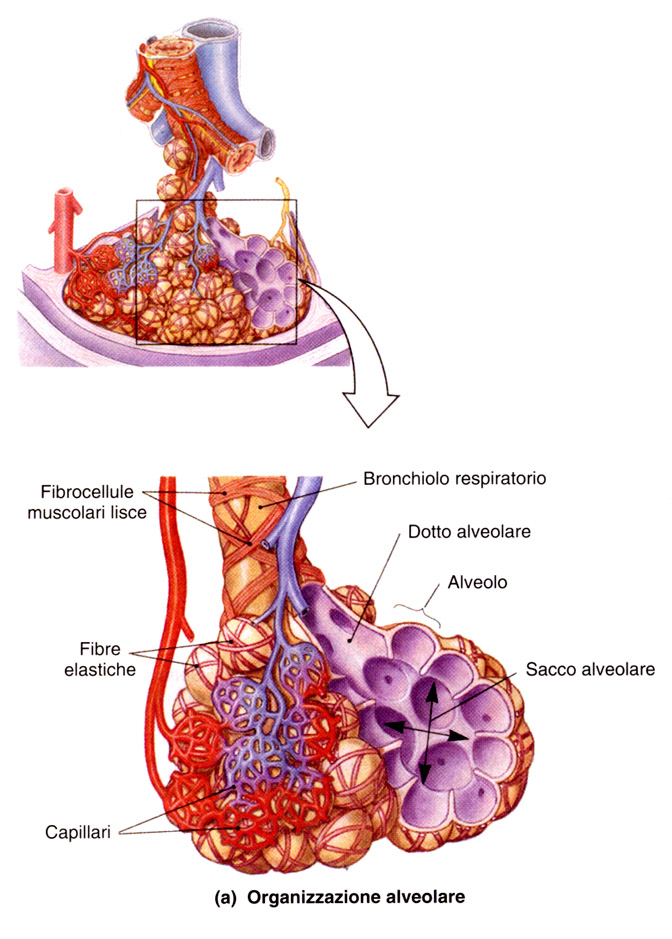 Fibrocellule
muscolari lisce
Bronchiolo respiratorio
Dotto alveolare
Alveolo
Fibre
elastiche
Sacco alveolare
Capillari
(a) Organizzazione alveolare